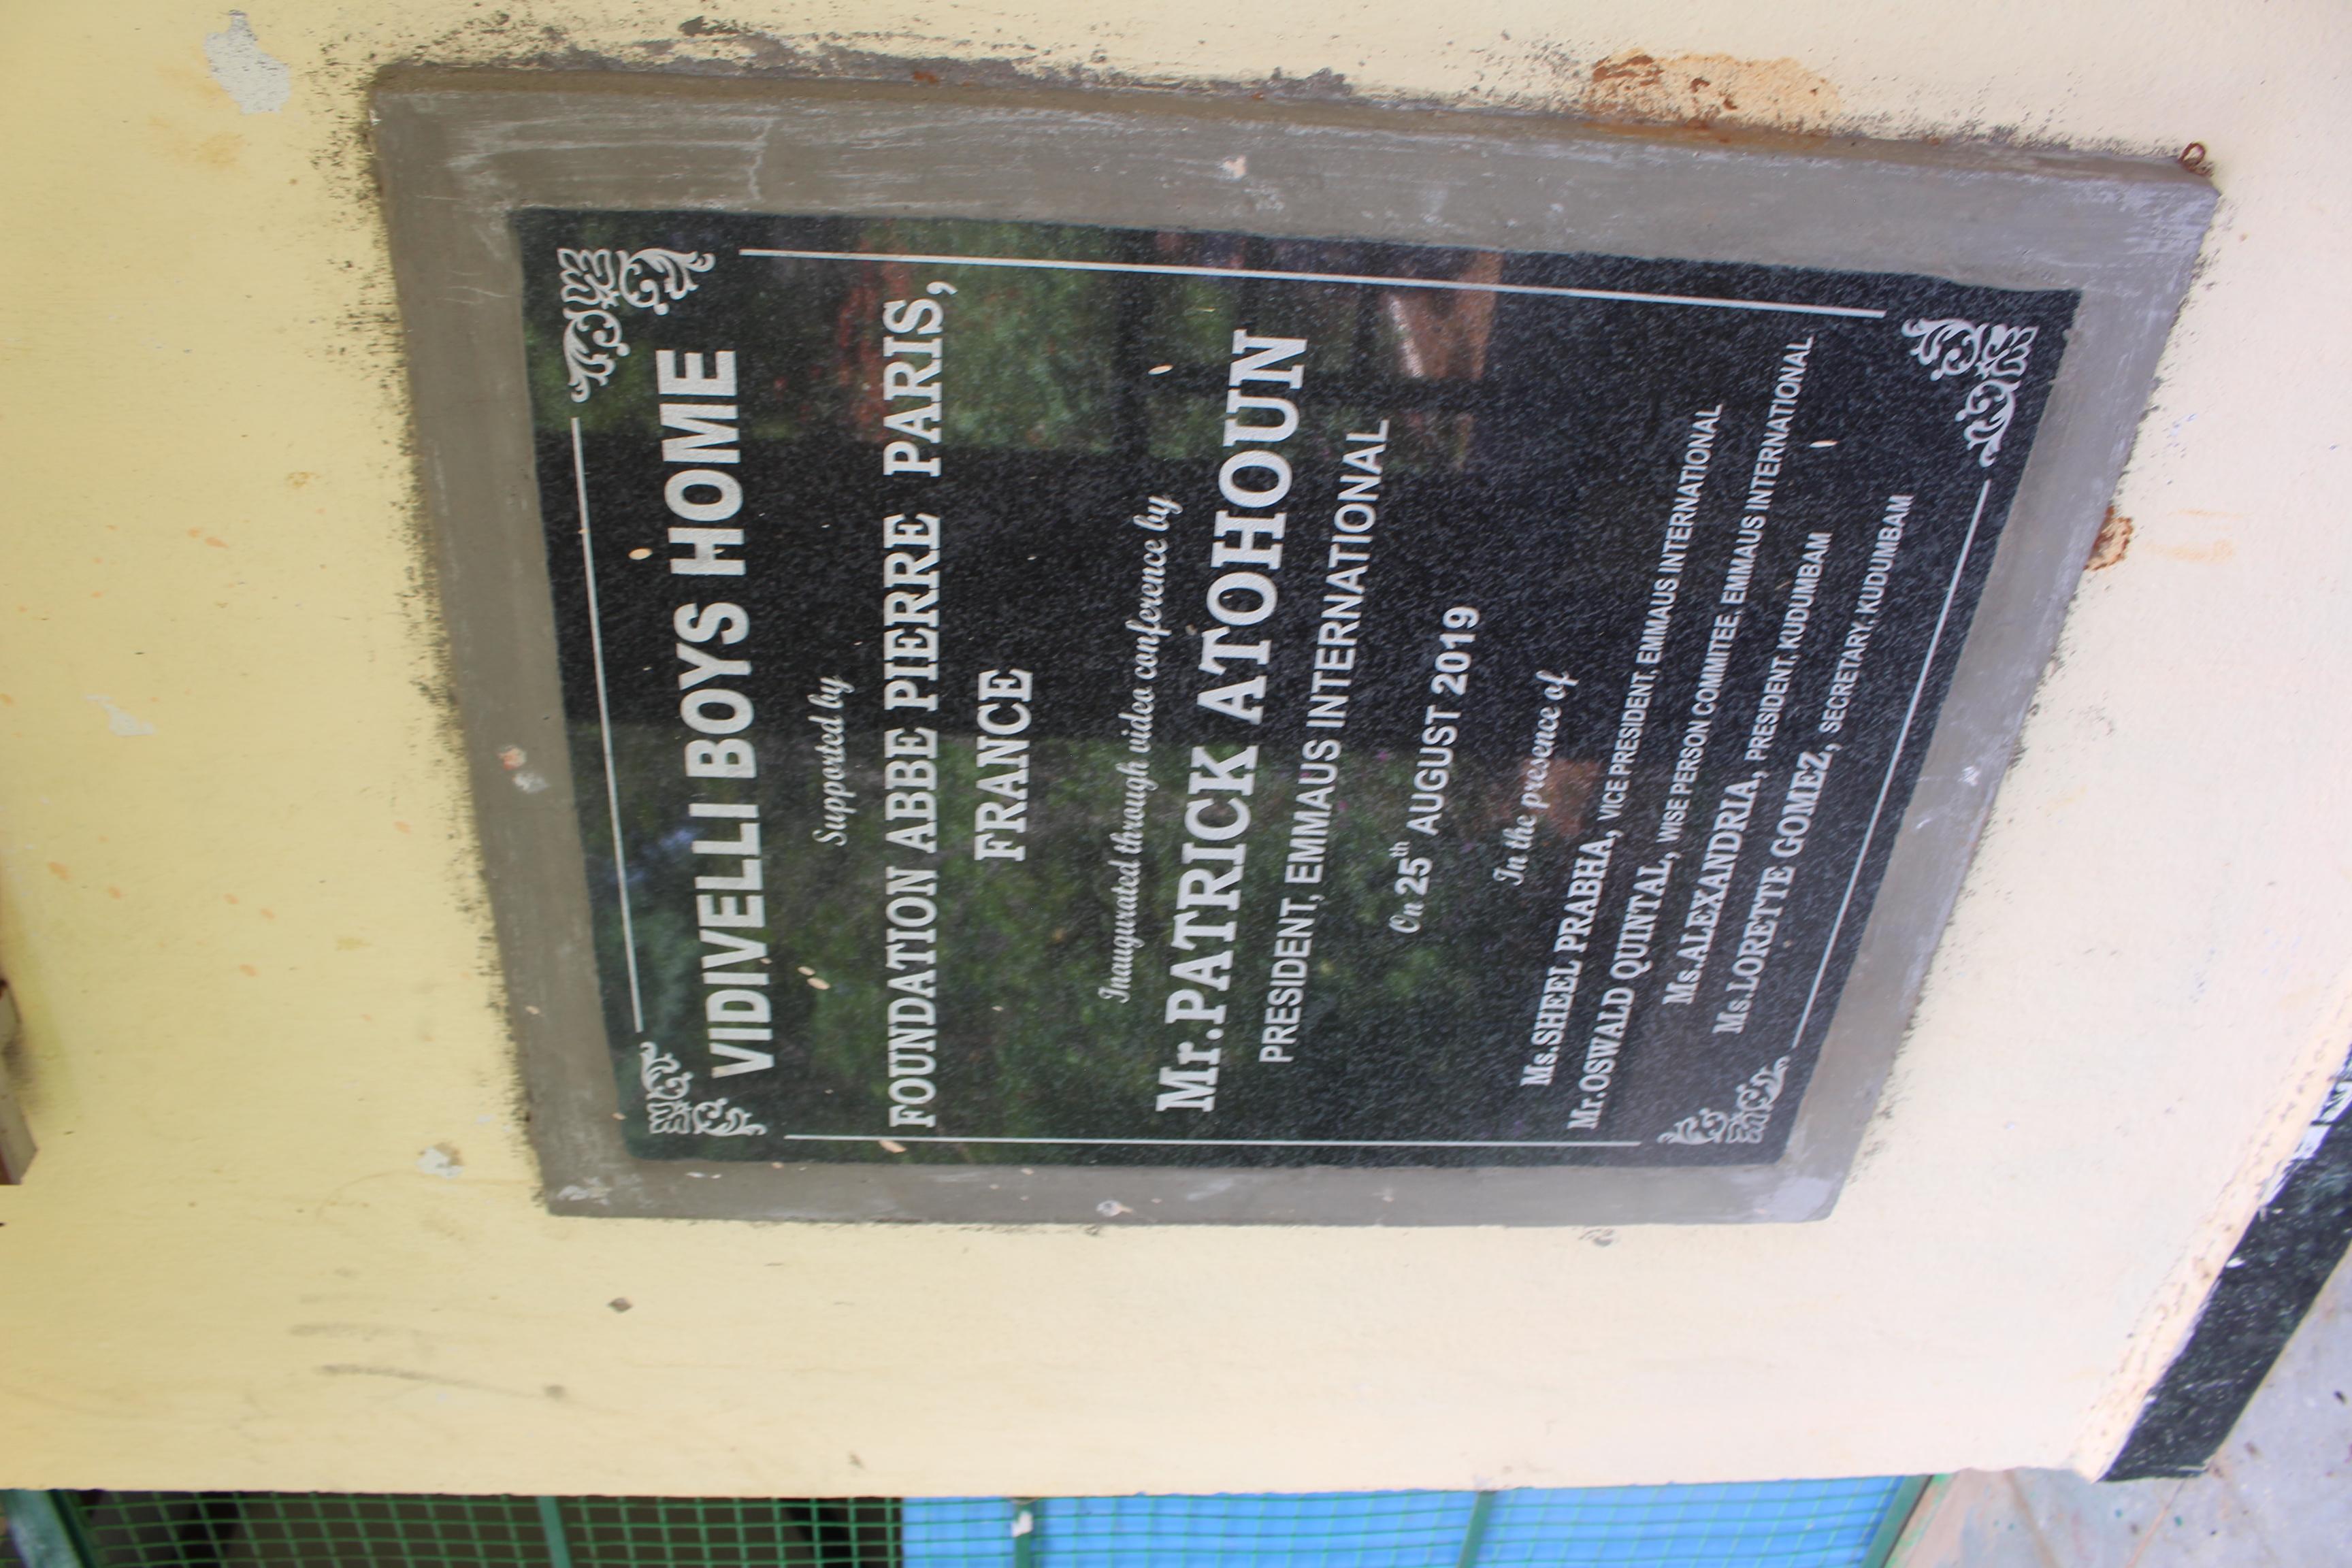 VIDIVELLI BOYS HOME
Supported by
FOUNDATION ABBE PIERRE PARIS,
FRANCE
Inaugurated through video conference by
Mr.PATRICK ATOHOUN
PRESIDENT, EMMAUS INTERNATIONAL
On 25th AUGUST 2019
In the presence of
Ms.SHEEL PRABHA, VICE PRESIDENT, EMMAUS INTERNATIONAL
Mr.OSWALD QUINTAL, WISE PERSON COMMITTEE, EMMAUS INTERNATIONAL
Ms.ALEXANDRIA, PRESIDENT, KUDUMBAM
Ms.LORETTE GOMEZ, SECRETARY, KUDUMBAM